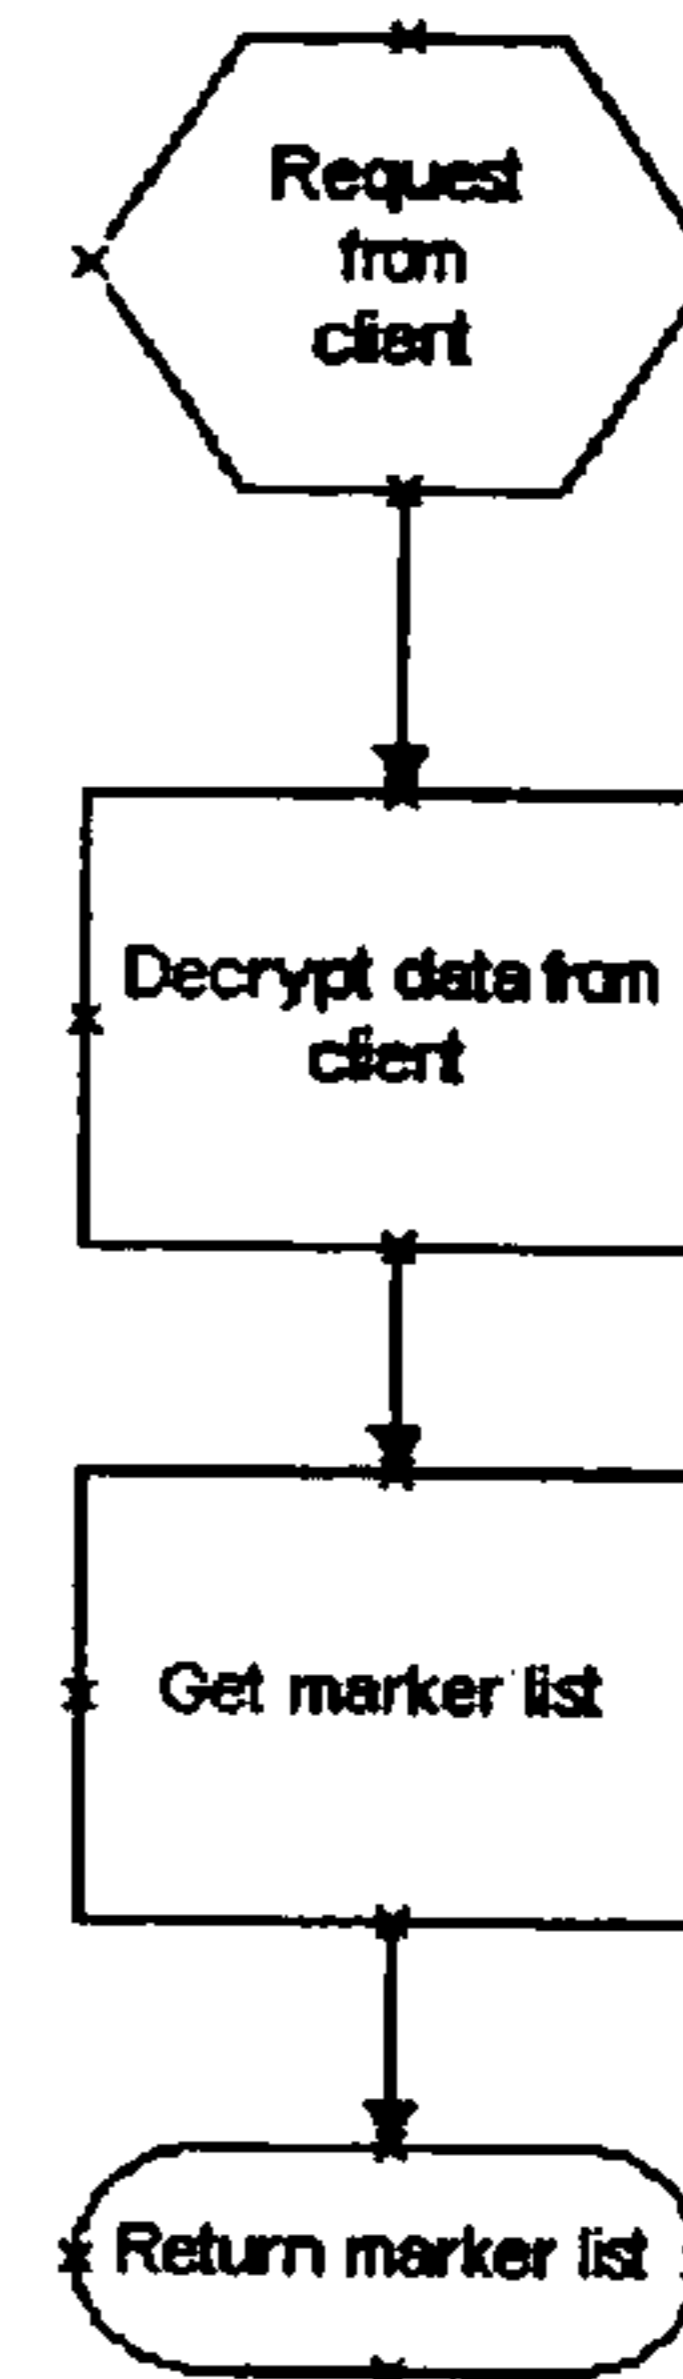 Request
from
client
Decrypt data from
client
Get marker list
Return marker list